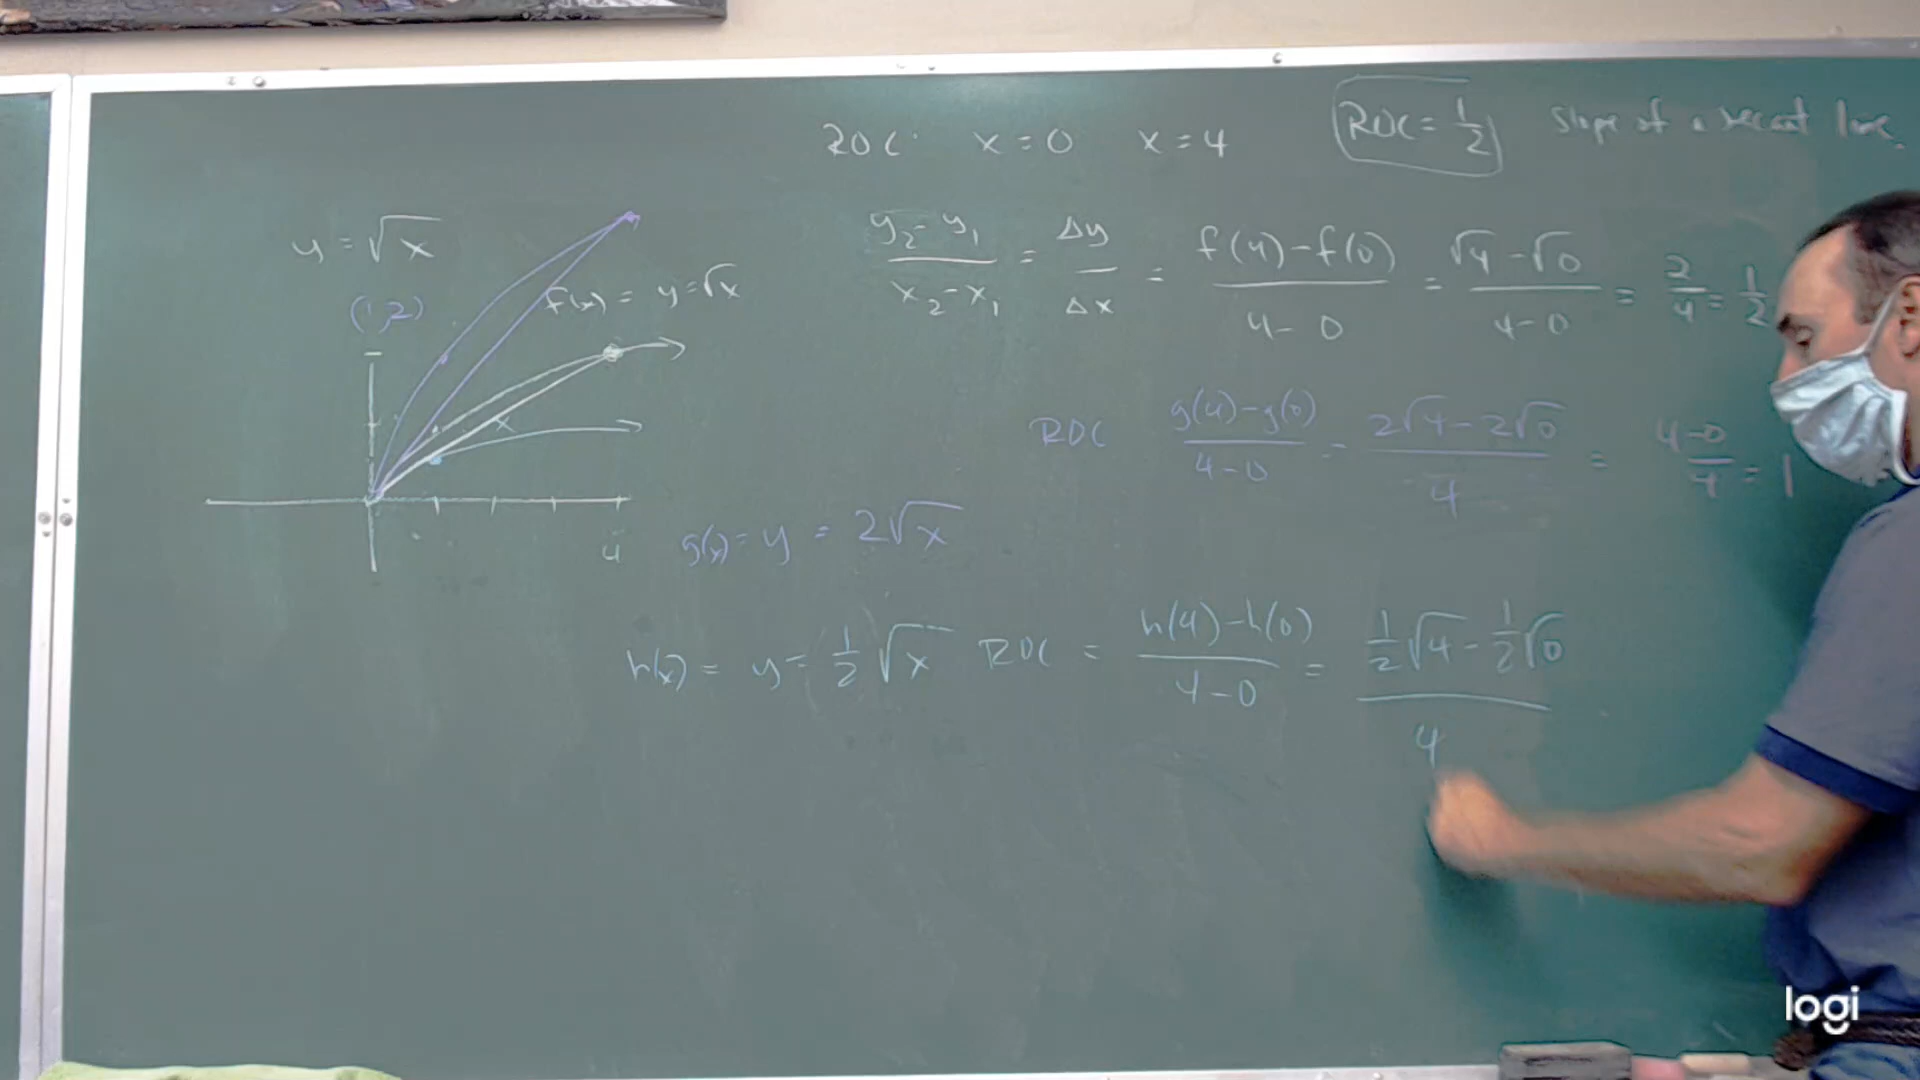 ROC x = 0 x = 4 ROC = 1/2 slope of a secant line.
y = √x
(1,2)
f(x) = y = √x
(y₂ - y₁)/(x₂ - x₁) = Δy/Δx = (f(4) - f(0))/(4 - 0) = (√4 - √0)/(4 - 0) = 2/4 = 1/2
ROC (g(4) - g(0))/(4 - 0) = (2√4 - 2√0)/4 = (4 - 0)/4 = 1
x
4
g(x) = y = 2√x
h(x) = y = 1/2 √x ROC = (h(4) - h(0))/(4 - 0) = (1/2 √4 - 1/2 √0)/4
logi